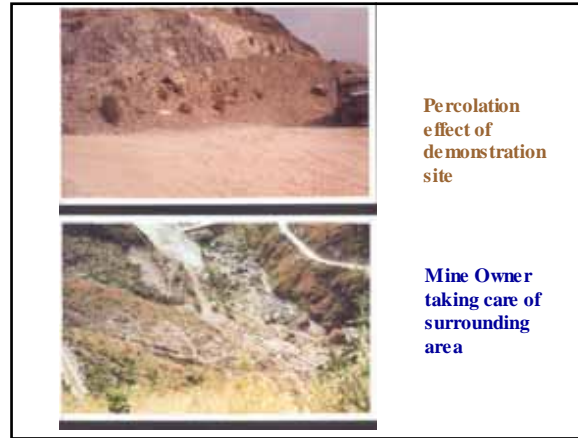 Percolation
effect of
demonstration
site
Mine Owner
taking care of
surrounding
area